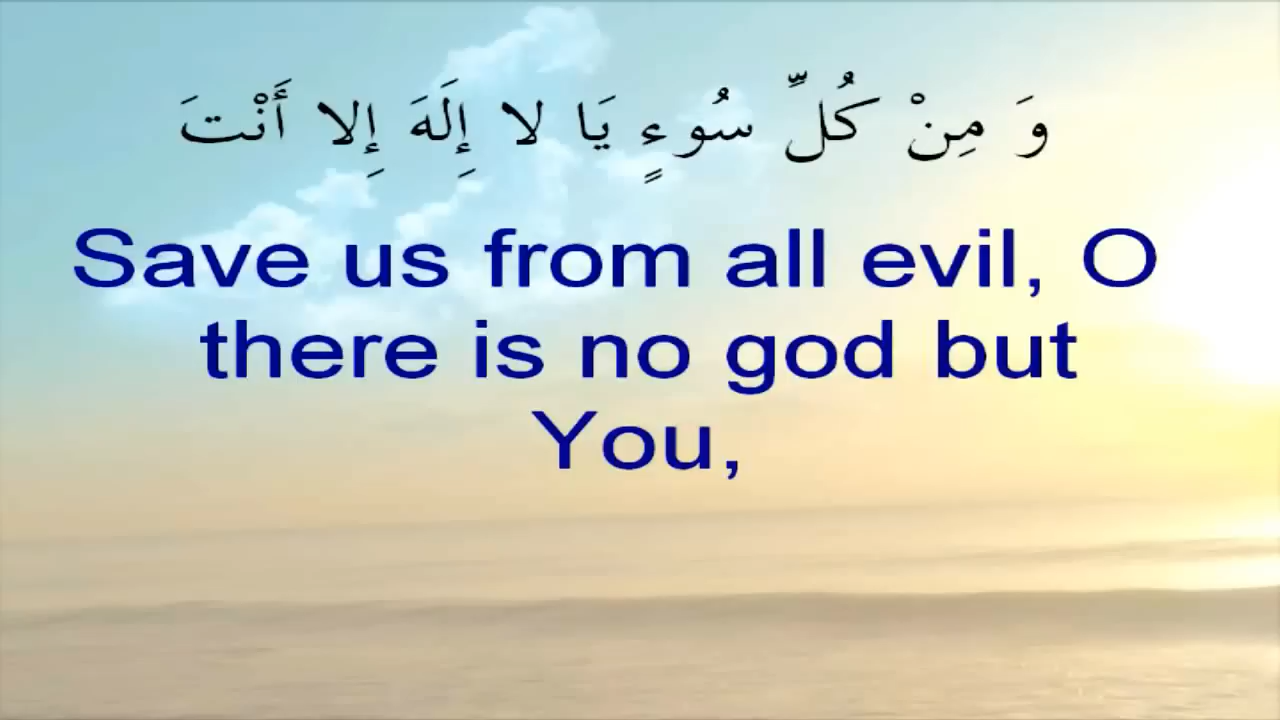 وَ مِنْ كُلِّ سُوءٍ يَا لا إِلَهَ إِلا أَنْتَ
Save us from all evil, O
there is no god but
You,